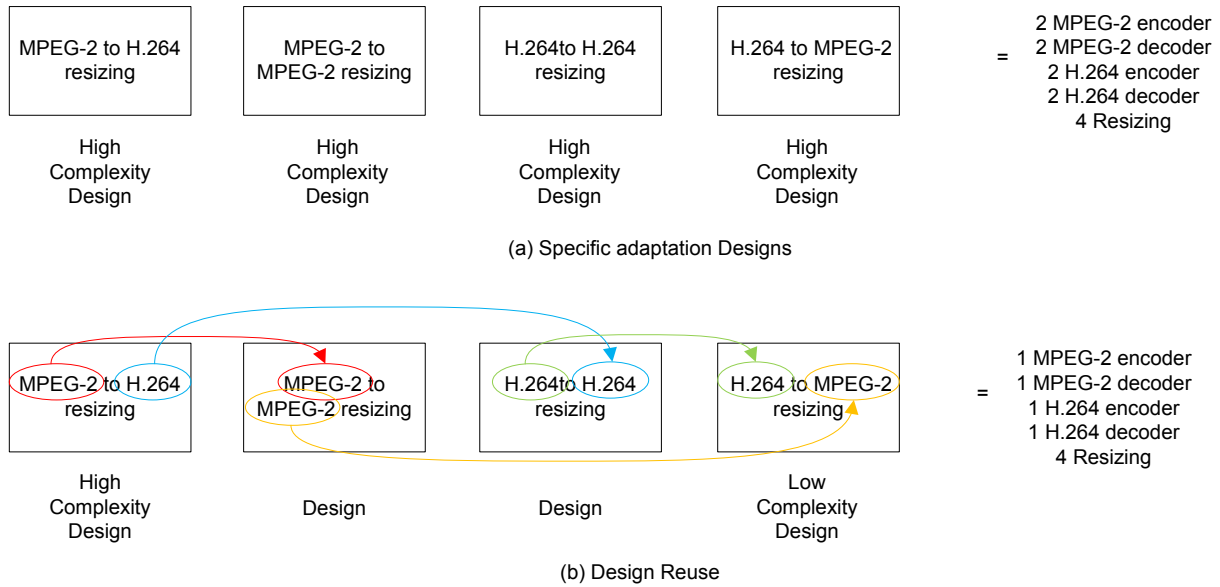 MPEG-2 to H.264
resizing
MPEG-2 to
MPEG-2 resizing
H.264to H.264
resizing
H.264 to MPEG-2
resizing
=
2 MPEG-2 encoder
2 MPEG-2 decoder
2 H.264 encoder
2 H.264 decoder
4 Resizing
High
Complexity
Design
High
Complexity
Design
High
Complexity
Design
High
Complexity
Design
(a) Specific adaptation Designs
MPEG-2 to H.264
resizing
MPEG-2 to
MPEG-2 resizing
H.264to H.264
resizing
H.264 to MPEG-2
resizing
=
1 MPEG-2 encoder
1 MPEG-2 decoder
1 H.264 encoder
1 H.264 decoder
4 Resizing
High
Complexity
Design
Design
Design
Low
Complexity
Design
(b) Design Reuse